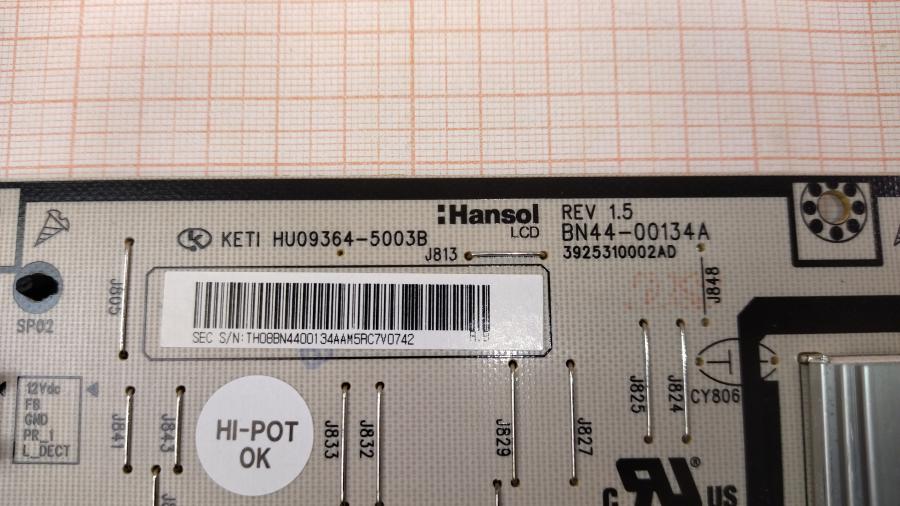 Hansol
LCD
REV 1.5
BN44-00134A
3925310002AD
KETI HU09364-5003B
J813
J848
J805
SP02
SEC S/N:TH08BN4400134AAM5RC7V0742
12Vdc
FB
GND
PR_1
L_DECT
J841
J843
HI-POT
OK
J833
J832
J829
J827
J825
J824
CY806
c
US
®